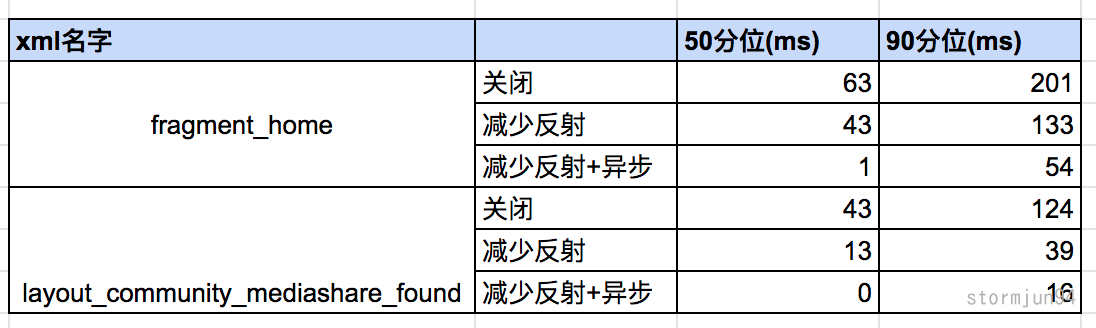 xml名字 50分位(ms) 90分位(ms)
关闭 63 201
fragment_home 减少反射 43 133
减少反射+异步 1 54
关闭 43 124
减少反射 13 39
layout_community_mediashare_found 减少反射+异步 0 16
stormjun94